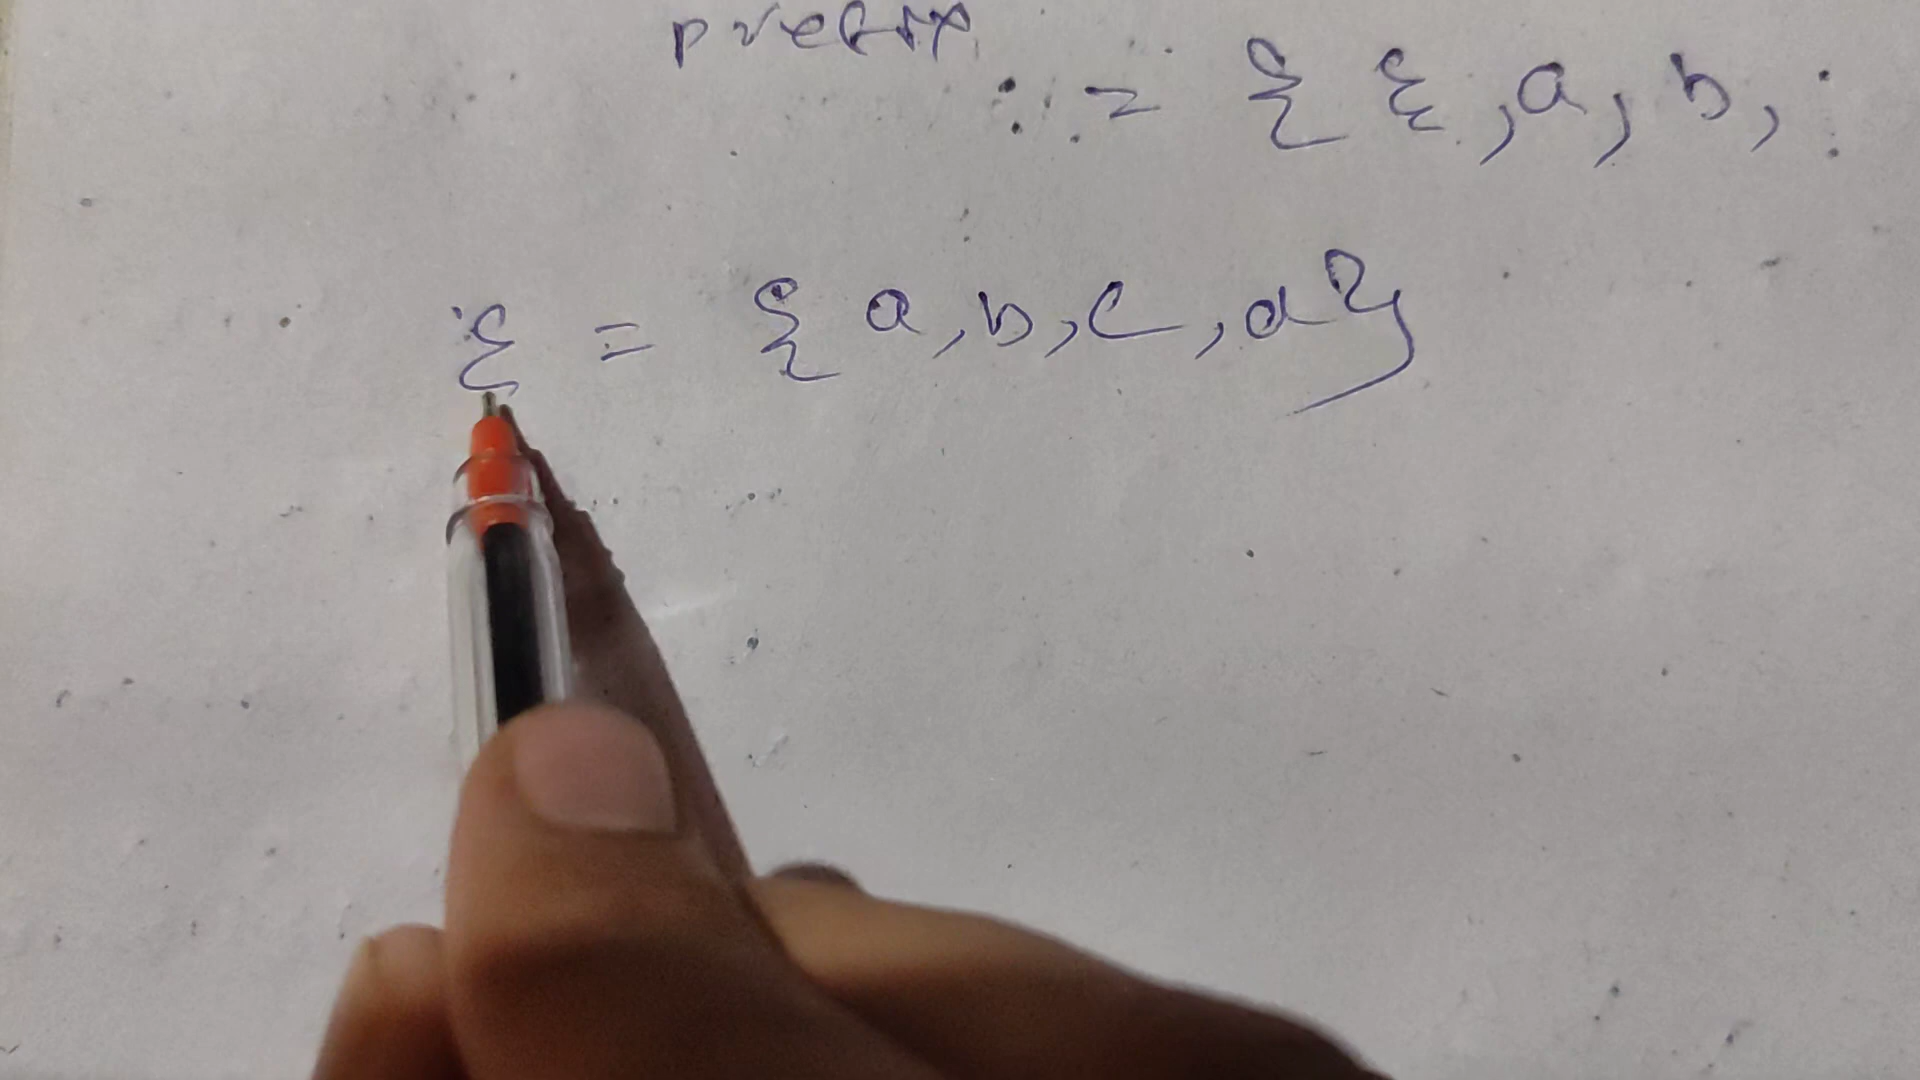 prefix
= { ε, a, b,
ε = { a, b, c, d }